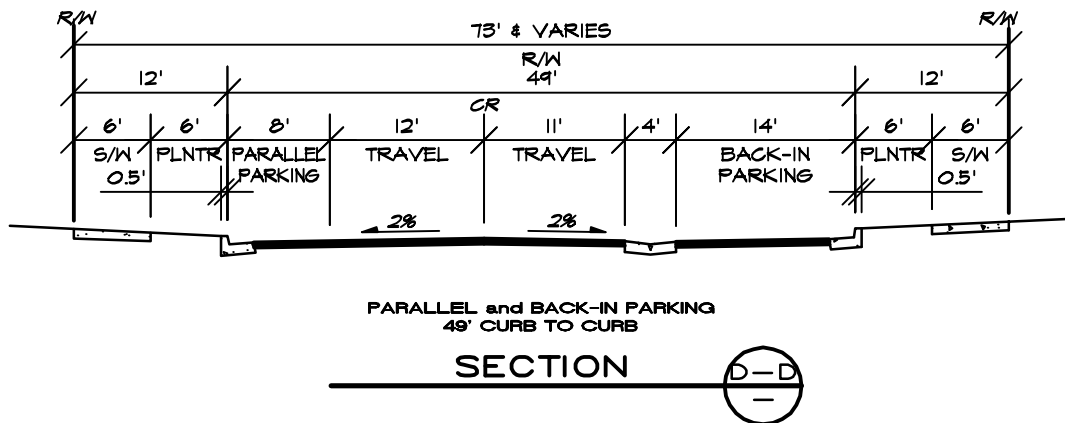 R/W R/W
73' & VARIES
R/W
12' 49' 12'
CR
6' 6' 8' 12' 11' 4' 14' 6' 6'
S/W PLNTR PARALLEL TRAVEL TRAVEL BACK-IN PLNTR S/W
0.5' PARKING PARKING 0.5'
2% 2%
PARALLEL and BACK-IN PARKING
49' CURB TO CURB
SECTION D-D
-